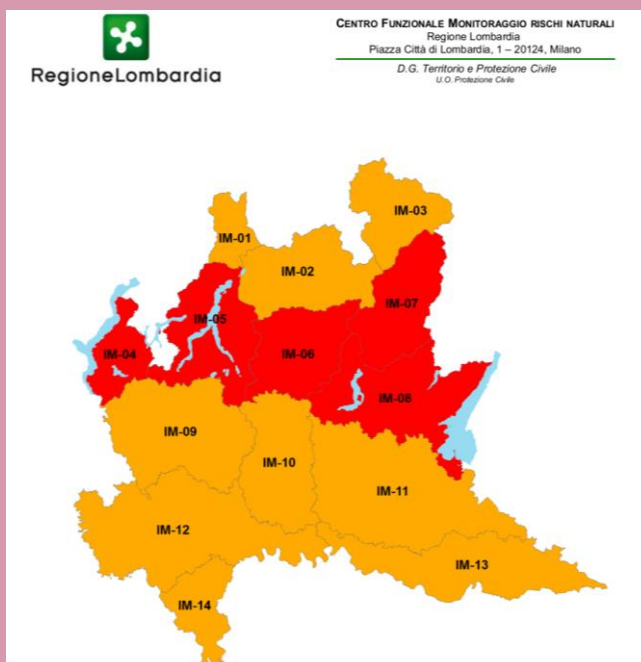 CENTRO FUNZIONALE MONITORAGGIO RISCHI NATURALI
Regione Lombardia
Piazza Città di Lombardia, 1 – 20124, Milano
D.G. Territorio e Protezione Civile
U.O. Protezione Civile
RegioneLombardia
IM-03
IM-01
IM-02
IM-07
IM-05
IM-04
IM-06
IM-08
IM-09
IM-10
IM-11
IM-12
IM-13
IM-14